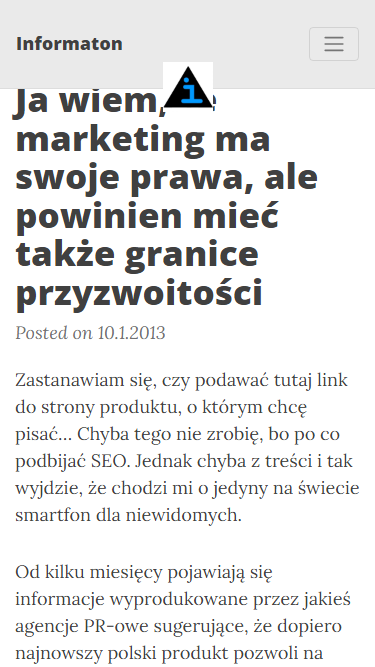 Informaton
i
Ja wiem,
marketing ma
swoje prawa, ale
powinien mieć
także granice
przyzwoitości
Posted on 10.1.2013
Zastanawiam się, czy podawać tutaj link
do strony produktu, o którym chcę
pisać... Chyba tego nie zrobię, bo po co
podbijać SEO. Jednak chyba z treści i tak
wyjdzie, że chodzi mi o jedyny na świecie
smartfon dla niewidomych.
Od kilku miesięcy pojawiają się
informacje wyprodukowane przez jakieś
agencje PR-owe sugerujące, że dopiero
najnowszy polski produkt pozwoli na